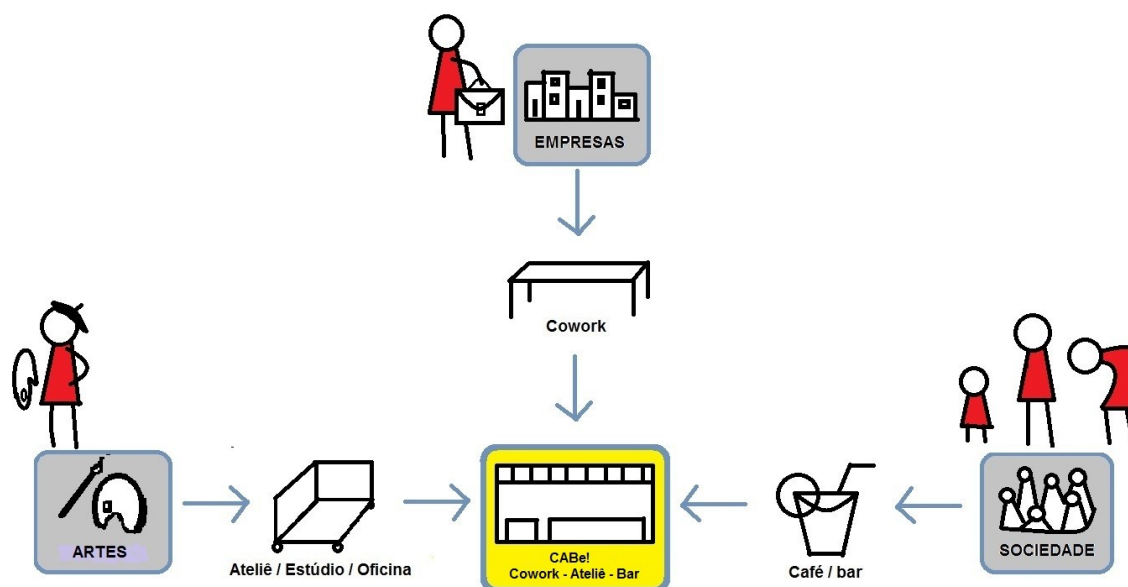 EMPRESAS
Cowork
ARTES
Ateliê / Estúdio / Oficina
CABe!
Cowork - Ateliê - Bar
Café / bar
SOCIEDADE